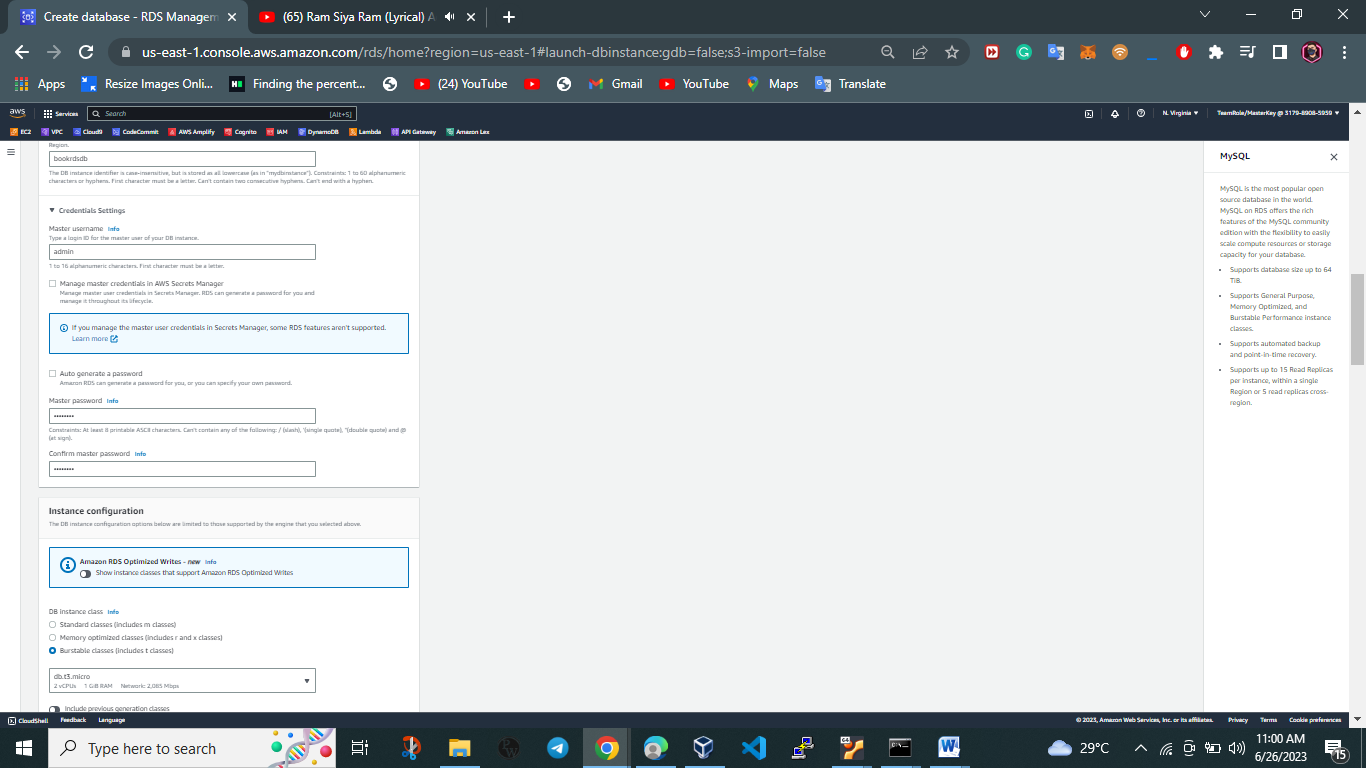 Create database - RDS Managem
(65) Ram Siya Ram (Lyrical) A
us-east-1.console.aws.amazon.com/rds/home?region=us-east-1#launch-dbinstance:gdb=false;s3-import=false
Apps
Resize Images Onli...
Finding the percent...
(24) YouTube
Gmail
YouTube
Maps
Translate
aws
Services
Search
[Alt+S]
N. Virginia
TeamRole/MasterKey @ 3179-8908-5959
EC2
VPC
Cloud9
CodeCommit
AWS Amplify
Cognito
IAM
DynamoDB
Lambda
API Gateway
Amazon Lex
Region.
bookrdsdb
The DB instance identifier is case-insensitive, but is stored as all lowercase (as in "mydbinstance"). Constraints: 1 to 60 alphanumeric
characters or hyphens. First character must be a letter. Can't contain two consecutive hyphens. Can't end with a hyphen.
Credentials Settings
Master username Info
Type a login ID for the master user of your DB instance.
admin
1 to 16 alphanumeric characters. First character must be a letter.
Manage master credentials in AWS Secrets Manager
Manage master user credentials in Secrets Manager. RDS can generate a password for you and
manage it throughout its lifecycle.
If you manage the master user credentials in Secrets Manager, some RDS features aren't supported.
Learn more
Auto generate a password
Amazon RDS can generate a password for you, or you can specify your own password.
Master password Info
••••••••
Constraints: At least 8 printable ASCII characters. Can't contain any of the following: / (slash), '(single quote), "(double quote) and @
(at sign).
Confirm master password Info
••••••••
Instance configuration
The DB instance configuration options below are limited to those supported by the engine that you selected above.
Amazon RDS Optimized Writes - new Info
Show instance classes that support Amazon RDS Optimized Writes
DB instance class Info
Standard classes (includes m classes)
Memory optimized classes (includes r and x classes)
Burstable classes (includes t classes)
db.t3.micro
2 vCPUs 1 GiB RAM Network: 2,085 Mbps
Include previous generation classes
MySQL
MySQL is the most popular open
source database in the world.
MySQL on RDS offers the rich
features of the MySQL community
edition with the flexibility to easily
scale compute resources or storage
capacity for your database.
• Supports database size up to 64
TiB.
• Supports General Purpose,
Memory Optimized, and
Burstable Performance instance
classes.
• Supports automated backup
and point-in-time recovery.
• Supports up to 15 Read Replicas
per instance, within a single
Region or 5 read replicas cross-
region.
CloudShell
Feedback
Language
© 2023, Amazon Web Services, Inc. or its affiliates.
Privacy
Terms
Cookie preferences
Type here to search
29°C
11:00 AM
6/26/2023
15